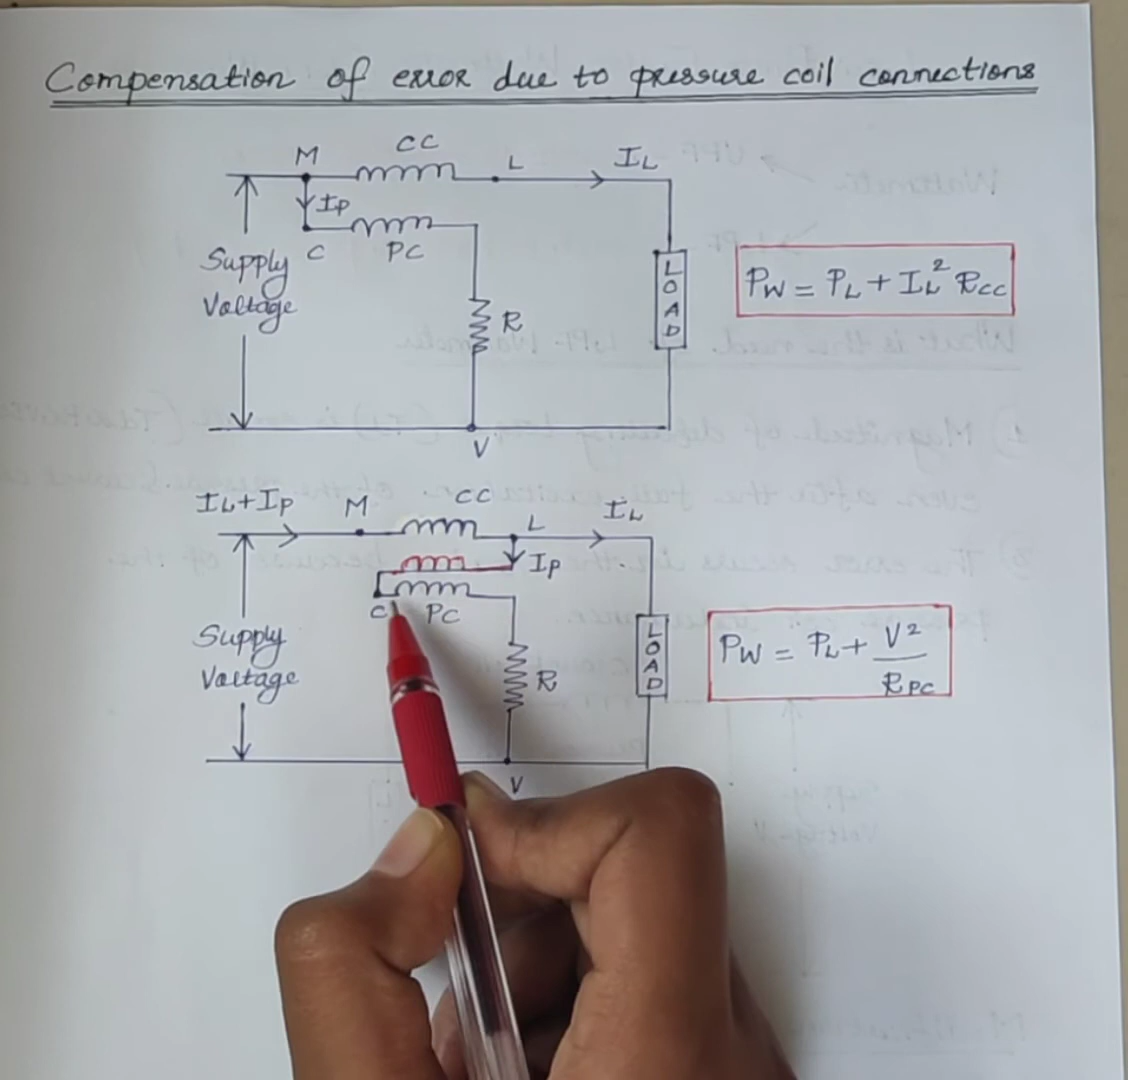 Compensation of error due to pressure coil connections
CC
M
L
IL
Ip
C
PC
Supply
Voltage
R
LOAD
PW = PL + IL² RCC
V
IL+Ip
M
CC
L
IL
Ip
C
PC
Supply
Voltage
R
LOAD
PW = PL + V²/RPC
V